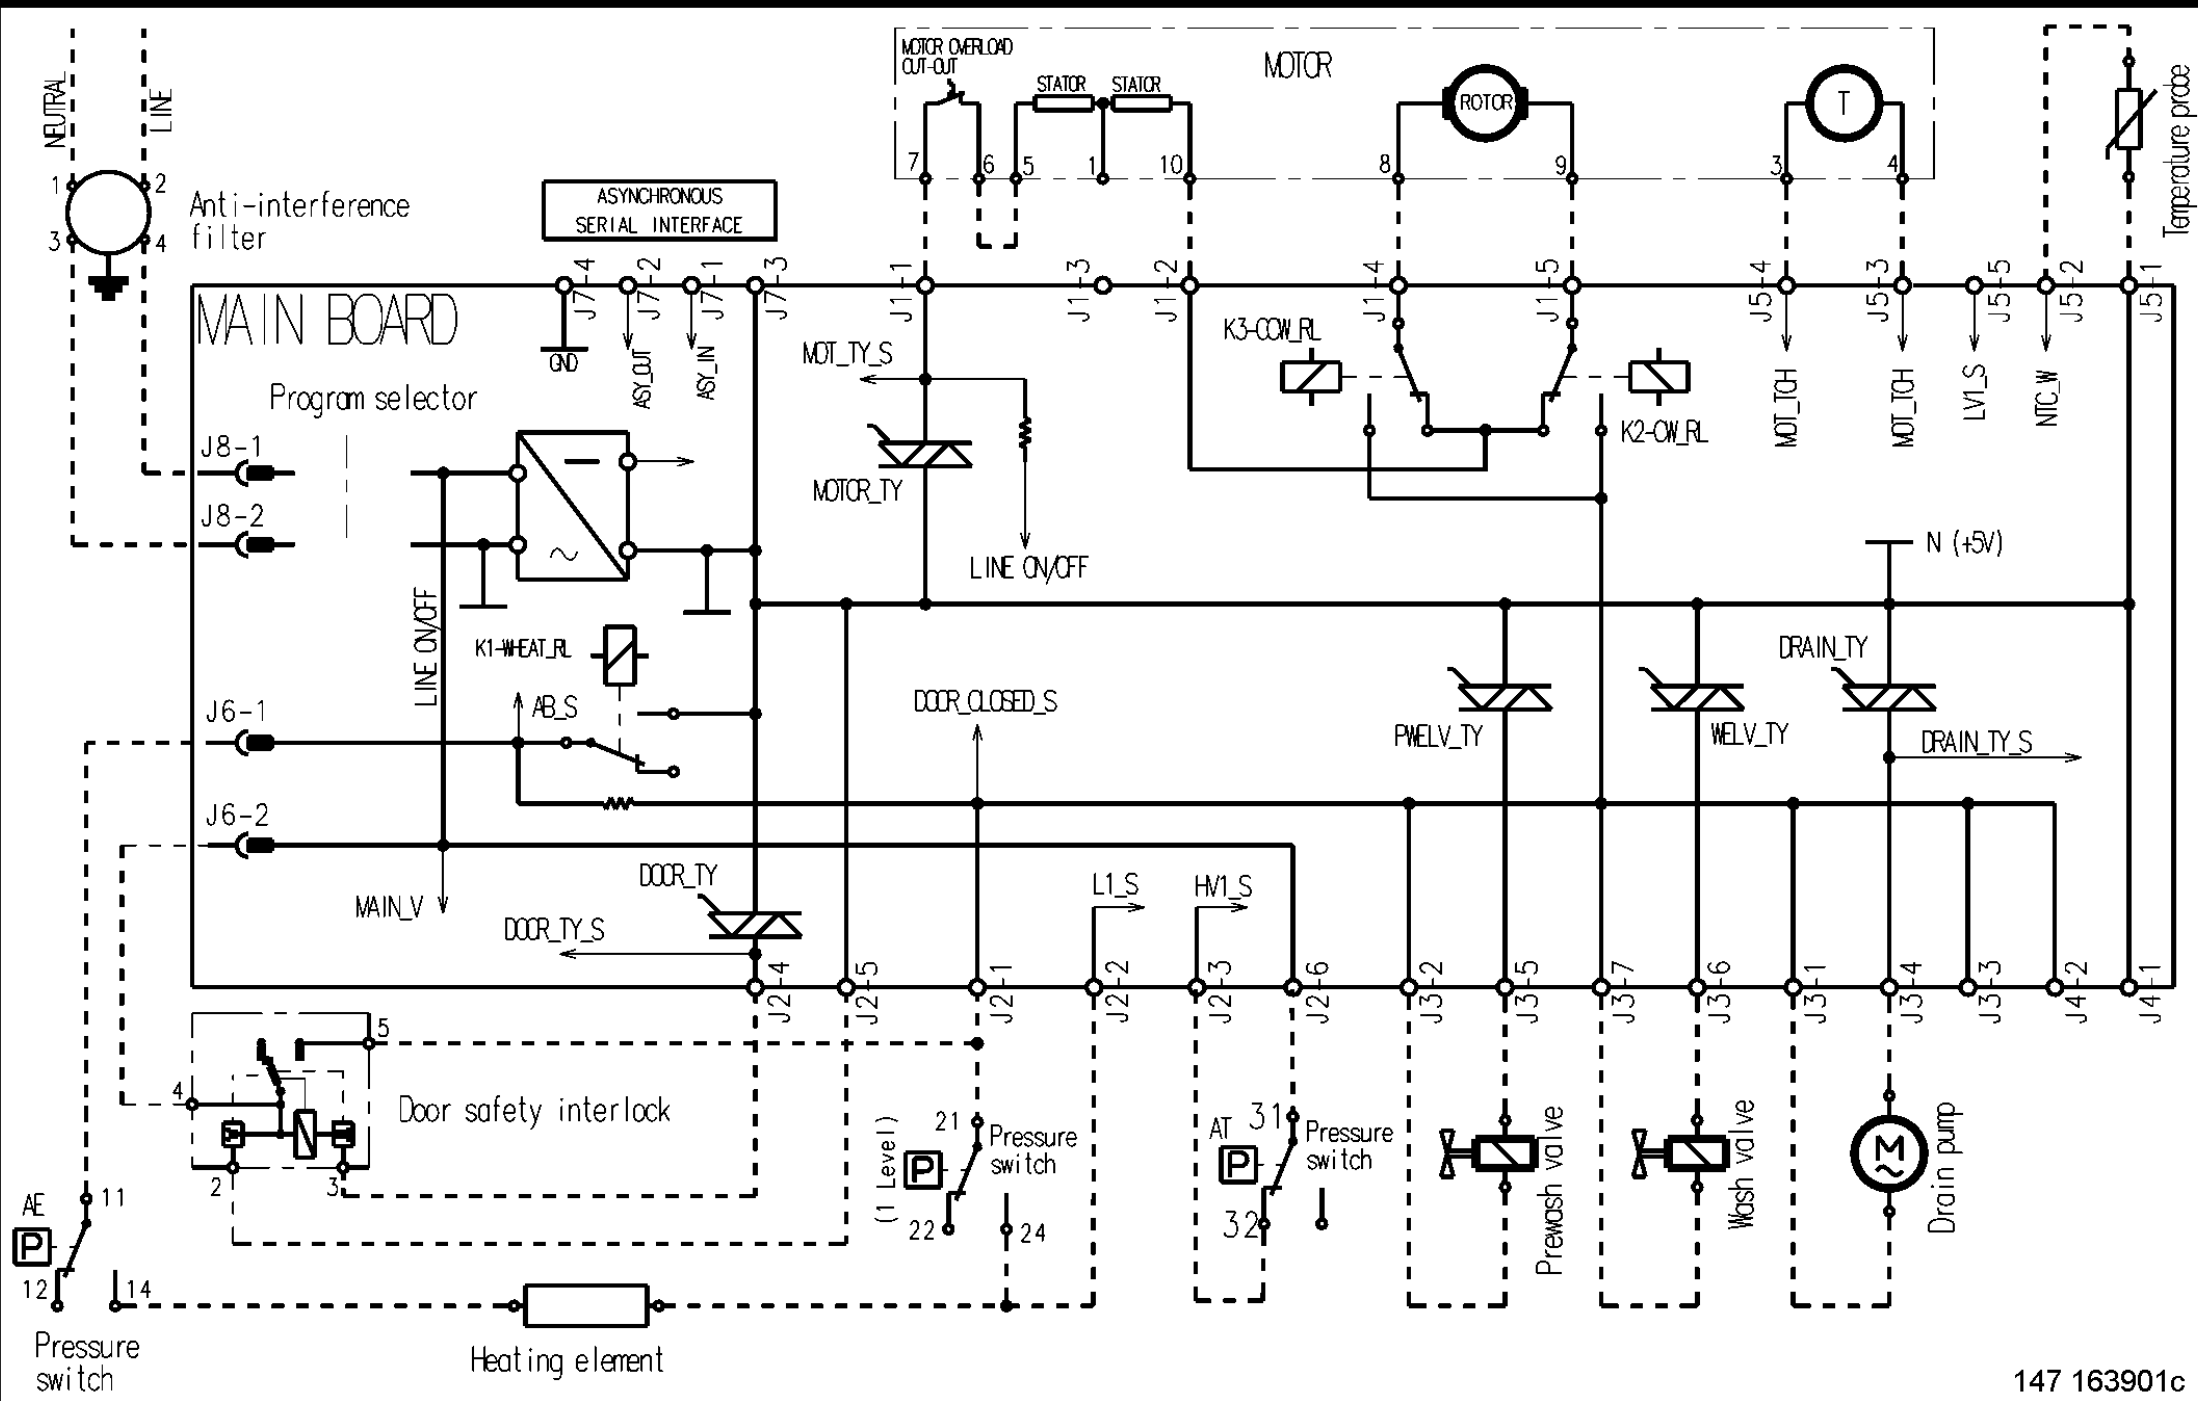 NEUTRAL
LINE
1
2
3
4
Anti-interference
filter
ASYNCHRONOUS
SERIAL INTERFACE
MOTOR OVERLOAD
CUT-OUT
STATOR
STATOR
MOTOR
ROTOR
T
7
6
5
1
10
8
9
3
4
Temperature probe
MAIN BOARD
J7-4
J7-2
J7-1
J7-3
J1-1
J1-3
J1-2
J1-4
J1-5
J5-4
J5-3
J5-5
J5-2
J5-1
GND
ASY_OUT
ASY_IN
MOT_TY_S
K3-CCW_RL
K2-CW_RL
MOT_TCH
MOT_TCH
LV1_S
NTC_W
Program selector
J8-1
J8-2
MOTOR_TY
LINE ON/OFF
N (+5V)
LINE ON/OFF
K1-WHEAT_RL
DRAIN_TY
J6-1
AB_S
DOOR_CLOSED_S
PWELV_TY
WELV_TY
DRAIN_TY_S
J6-2
MAIN_V
DOOR_TY
DOOR_TY_S
L1_S
HV1_S
J2-4
J2-5
J2-1
J2-2
J2-3
J2-6
J3-2
J3-5
J3-7
J3-6
J3-1
J3-4
J3-3
J4-2
J4-1
5
4
Door safety interlock
2
3
(1 Level)
21
P
Pressure
switch
22
24
AT
31
P
Pressure
switch
32
Prewash valve
Wash valve
M
Drain pump
AE
11
P
12
14
Pressure
switch
Heating element
147 163901c